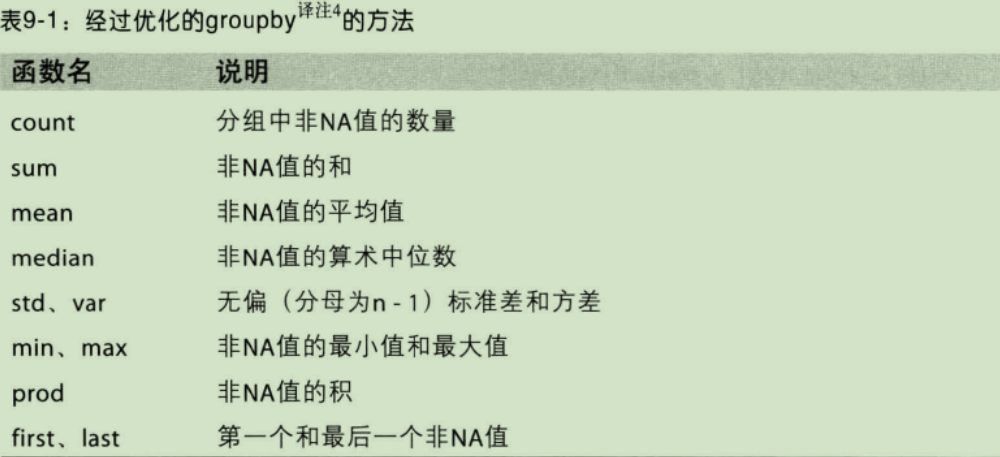 表9-1：经过优化的groupby译注4的方法
函数名 说明
count 分组中非NA值的数量
sum 非NA值的和
mean 非NA值的平均值
median 非NA值的算术中位数
std、var 无偏（分母为n - 1）标准差和方差
min、max 非NA值的最小值和最大值
prod 非NA值的积
first、last 第一个和最后一个非NA值